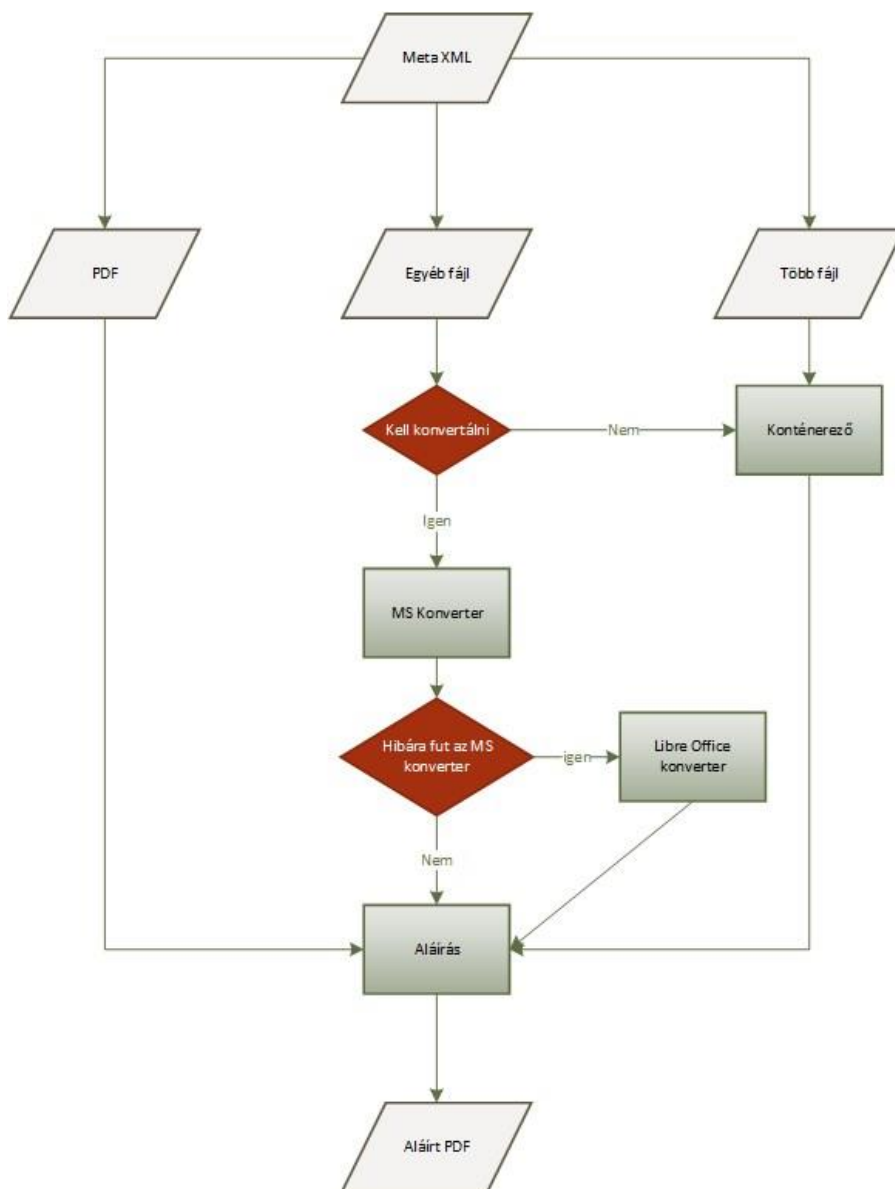 Meta XML
PDF
Egyéb fájl
Több fájl
Kell konvertálni
Nem
Konténerező
Igen
MS Konverter
Hibára fut az MS
konverter
igen
Libre Office
konverter
Nem
Aláírás
Aláírt PDF